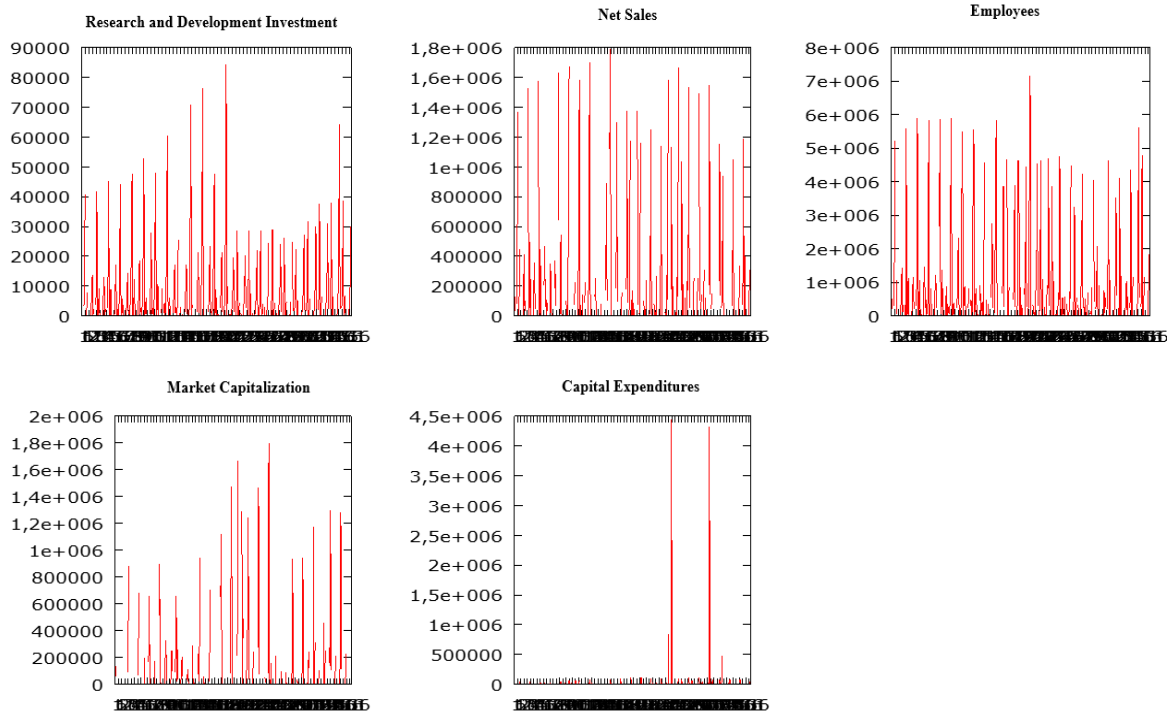 Research and Development Investment
90000
80000
70000
60000
50000
40000
30000
20000
10000
0
Net Sales
1,8e+006
1,6e+006
1,4e+006
1,2e+006
1e+006
800000
600000
400000
200000
0
Employees
8e+006
7e+006
6e+006
5e+006
4e+006
3e+006
2e+006
1e+006
0
Market Capitalization
2e+006
1,8e+006
1,6e+006
1,4e+006
1,2e+006
1e+006
800000
600000
400000
200000
0
Capital Expenditures
4,5e+006
4e+006
3,5e+006
3e+006
2,5e+006
2e+006
1,5e+006
1e+006
500000
0